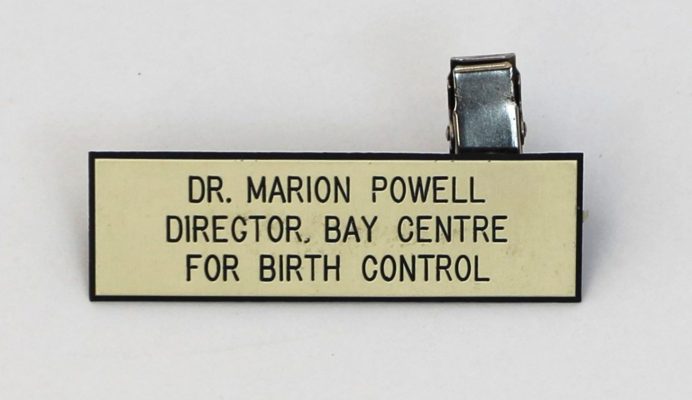 DR. MARION POWELL
DIRECTOR, BAY CENTRE
FOR BIRTH CONTROL